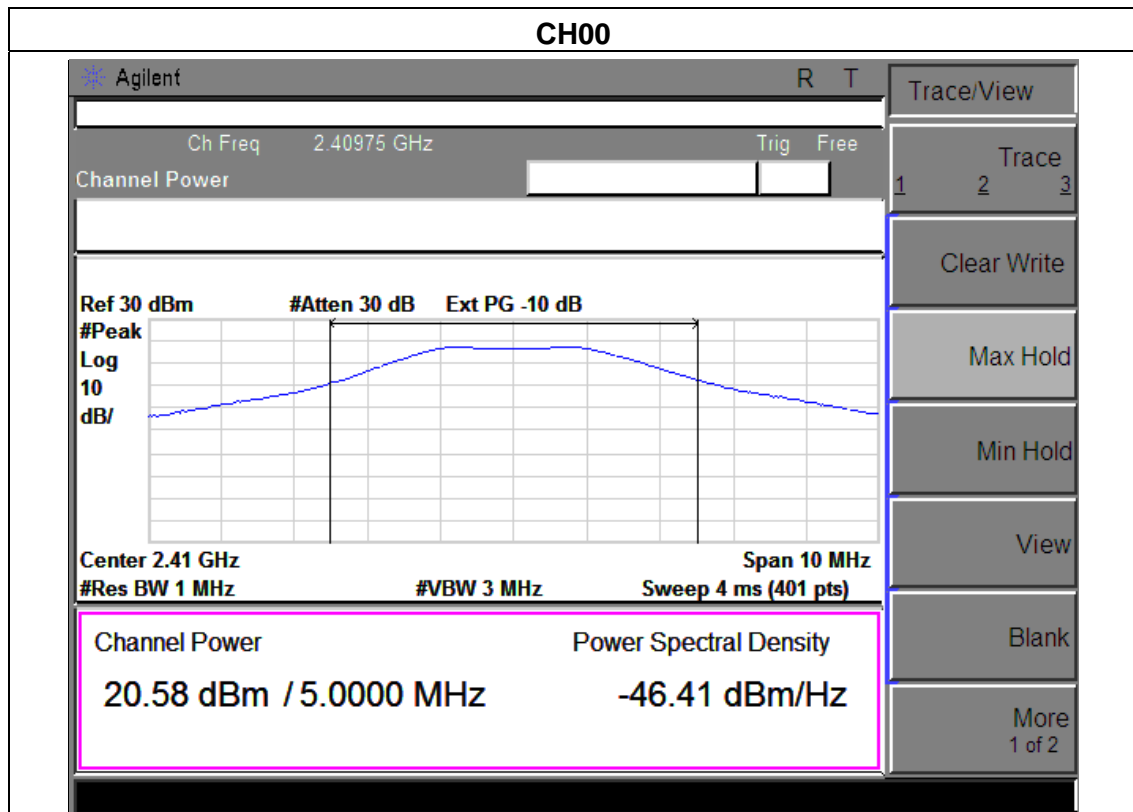 CH00
Agilent R T
Trace/View
Ch Freq 2.40975 GHz Trig Free
Channel Power
Trace
1 2 3
Clear Write
Ref 30 dBm #Atten 30 dB Ext PG -10 dB
#Peak
Log
10
dB/
Max Hold
Min Hold
View
Center 2.41 GHz Span 10 MHz
#Res BW 1 MHz #VBW 3 MHz Sweep 4 ms (401 pts)
Channel Power Power Spectral Density
20.58 dBm / 5.0000 MHz -46.41 dBm/Hz
Blank
More
1 of 2